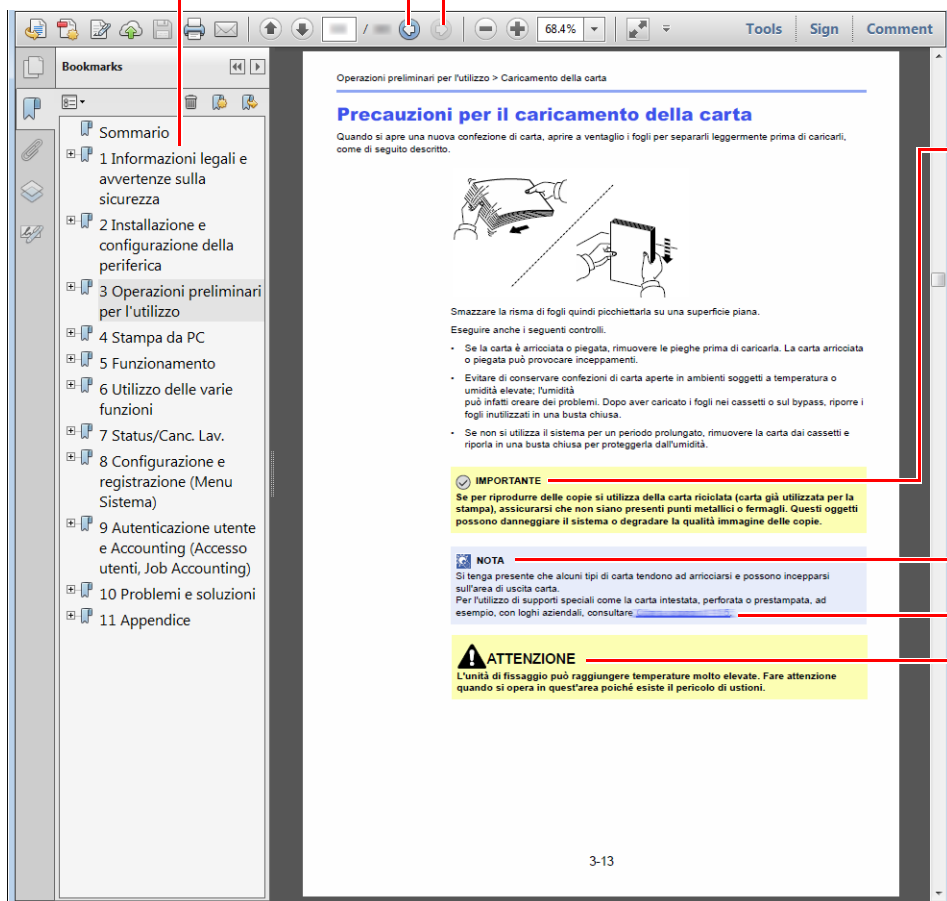 /
68.4%
Tools
Sign
Comment
Bookmarks
Sommario
1 Informazioni legali e
avvertenze sulla
sicurezza
2 Installazione e
configurazione della
periferica
3 Operazioni preliminari
per l'utilizzo
4 Stampa da PC
5 Funzionamento
6 Utilizzo delle varie
funzioni
7 Status/Canc. Lav.
8 Configurazione e
registrazione (Menu
Sistema)
9 Autenticazione utente
e Accounting (Accesso
utenti, Job Accounting)
10 Problemi e soluzioni
11 Appendice
Operazioni preliminari per l'utilizzo > Caricamento della carta
Precauzioni per il caricamento della carta
Quando si apre una nuova confezione di carta, aprire a ventaglio i fogli per separarli leggermente prima di caricarli,
come di seguito descritto.
Smazzare la risma di fogli quindi picchiettarla su una superficie piana.
Eseguire anche i seguenti controlli.
• Se la carta è arricciata o piegata, rimuovere le pieghe prima di caricarla. La carta arricciata
o piegata può provocare inceppamenti.
• Evitare di conservare confezioni di carta aperte in ambienti soggetti a temperatura o
umidità elevate; l'umidità
può infatti creare dei problemi. Dopo aver caricato i fogli nei cassetti o sul bypass, riporre i
fogli inutilizzati in una busta chiusa.
• Se non si utilizza il sistema per un periodo prolungato, rimuovere la carta dai cassetti e
riporla in una busta chiusa per proteggerla dall'umidità.
IMPORTANTE
Se per riprodurre delle copie si utilizza della carta riciclata (carta già utilizzata per la
stampa), assicurarsi che non siano presenti punti metallici o fermagli. Questi oggetti
possono danneggiare il sistema o degradare la qualità immagine delle copie.
NOTA
Si tenga presente che alcuni tipi di carta tendono ad arricciarsi e possono incepparsi
sull'area di uscita carta.
Per l'utilizzo di supporti speciali come la carta intestata, perforata o prestampata, ad
esempio, con loghi aziendali, consultare
ATTENZIONE
L'unità di fissaggio può raggiungere temperature molto elevate. Fare attenzione
quando si opera in quest'area poiché esiste il pericolo di ustioni.
3-13